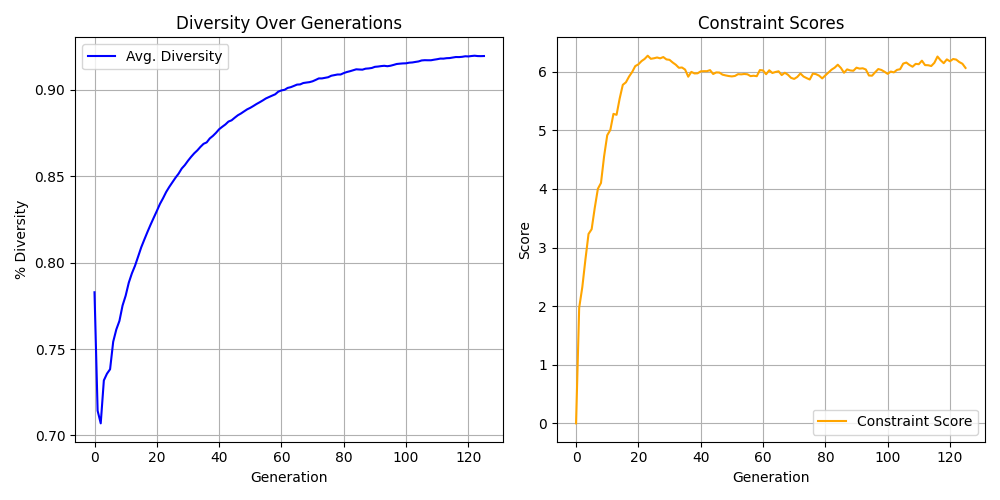 Diversity Over Generations
Avg. Diversity
% Diversity
0.90
0.85
0.80
0.75
0.70
0 20 40 60 80 100 120
Generation
Constraint Scores
Score
6
5
4
3
2
1
0
Constraint Score
0 20 40 60 80 100 120
Generation